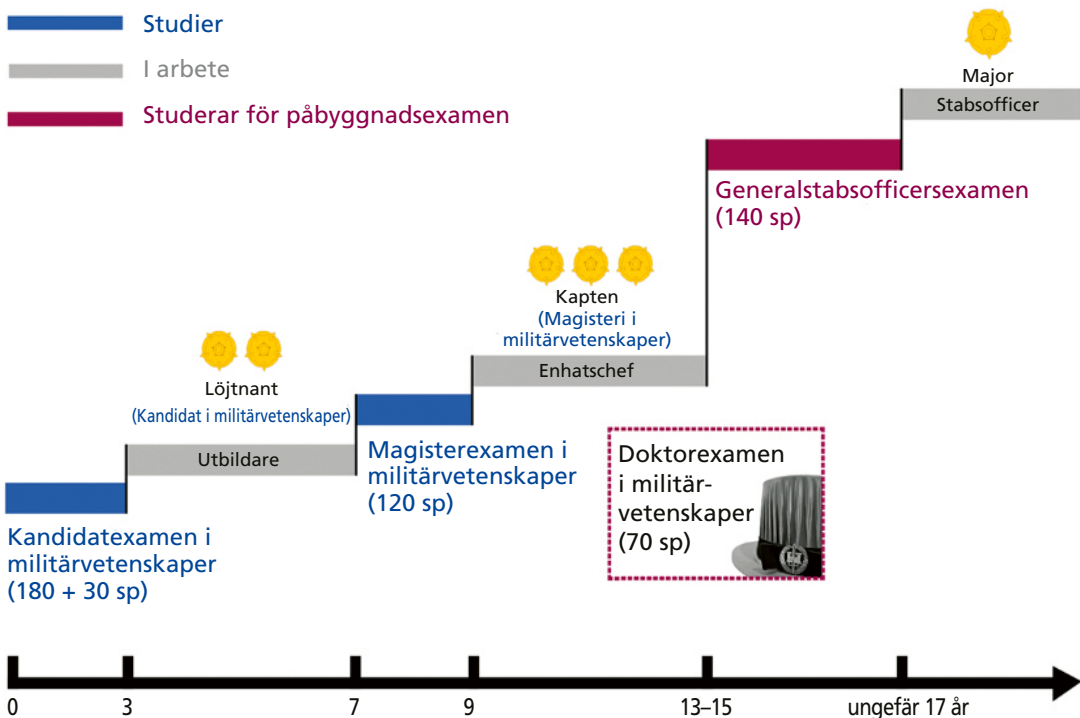 Studier
I arbete
Studerar för påbyggnadsexamen
Major
Stabsofficer
Generalstabsofficersexamen
(140 sp)
Kapten
(Magisteri i
militärvetenskaper)
Enhatschef
Löjtnant
(Kandidat i militärvetenskaper)
Utbildare
Magisterexamen i
militärvetenskaper
(120 sp)
Doktorexamen
i militär-
vetenskaper
(70 sp)
Kandidatexamen i
militärvetenskaper
(180 + 30 sp)
0 3 7 9 13–15 ungefär 17 år